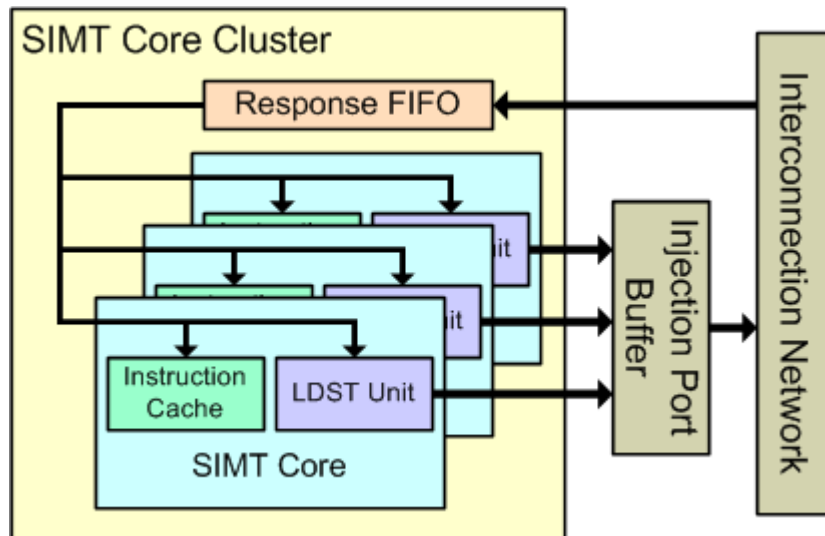 SIMT Core Cluster
Response FIFO
Instruction
Cache
LDST Unit
SIMT Core
Injection Port
Buffer
Interconnection Network